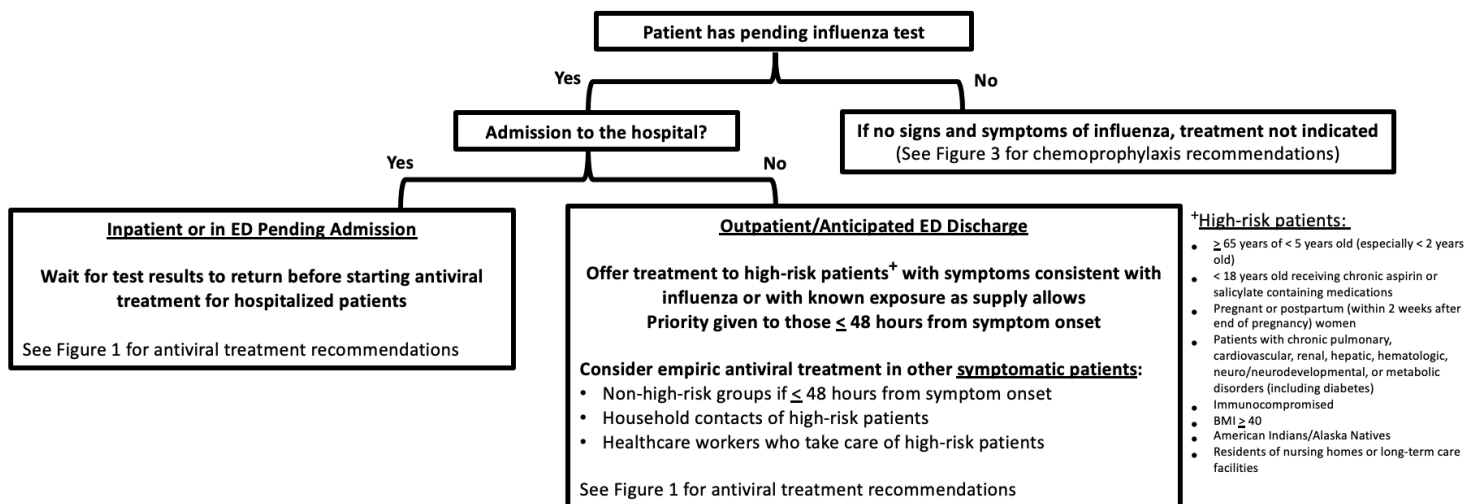 Patient has pending influenza test
Yes
No
Admission to the hospital?
If no signs and symptoms of influenza, treatment not indicated
(See Figure 3 for chemoprophylaxis recommendations)
Yes
No
Inpatient or in ED Pending Admission
Wait for test results to return before starting antiviral
treatment for hospitalized patients
See Figure 1 for antiviral treatment recommendations
Outpatient/Anticipated ED Discharge
Offer treatment to high-risk patients+ with symptoms consistent with
influenza or with known exposure as supply allows
Priority given to those ≤ 48 hours from symptom onset
Consider empiric antiviral treatment in other symptomatic patients:
• Non-high-risk groups if ≤ 48 hours from symptom onset
• Household contacts of high-risk patients
• Healthcare workers who take care of high-risk patients
See Figure 1 for antiviral treatment recommendations
+High-risk patients:
• ≥ 65 years of < 5 years old (especially < 2 years
old)
• < 18 years old receiving chronic aspirin or
salicylate containing medications
• Pregnant or postpartum (within 2 weeks after
end of pregnancy) women
• Patients with chronic pulmonary,
cardiovascular, renal, hepatic, hematologic,
neuro/neurodevelopmental, or metabolic
disorders (including diabetes)
• Immunocompromised
• BMI ≥ 40
• American Indians/Alaska Natives
• Residents of nursing homes or long-term care
facilities